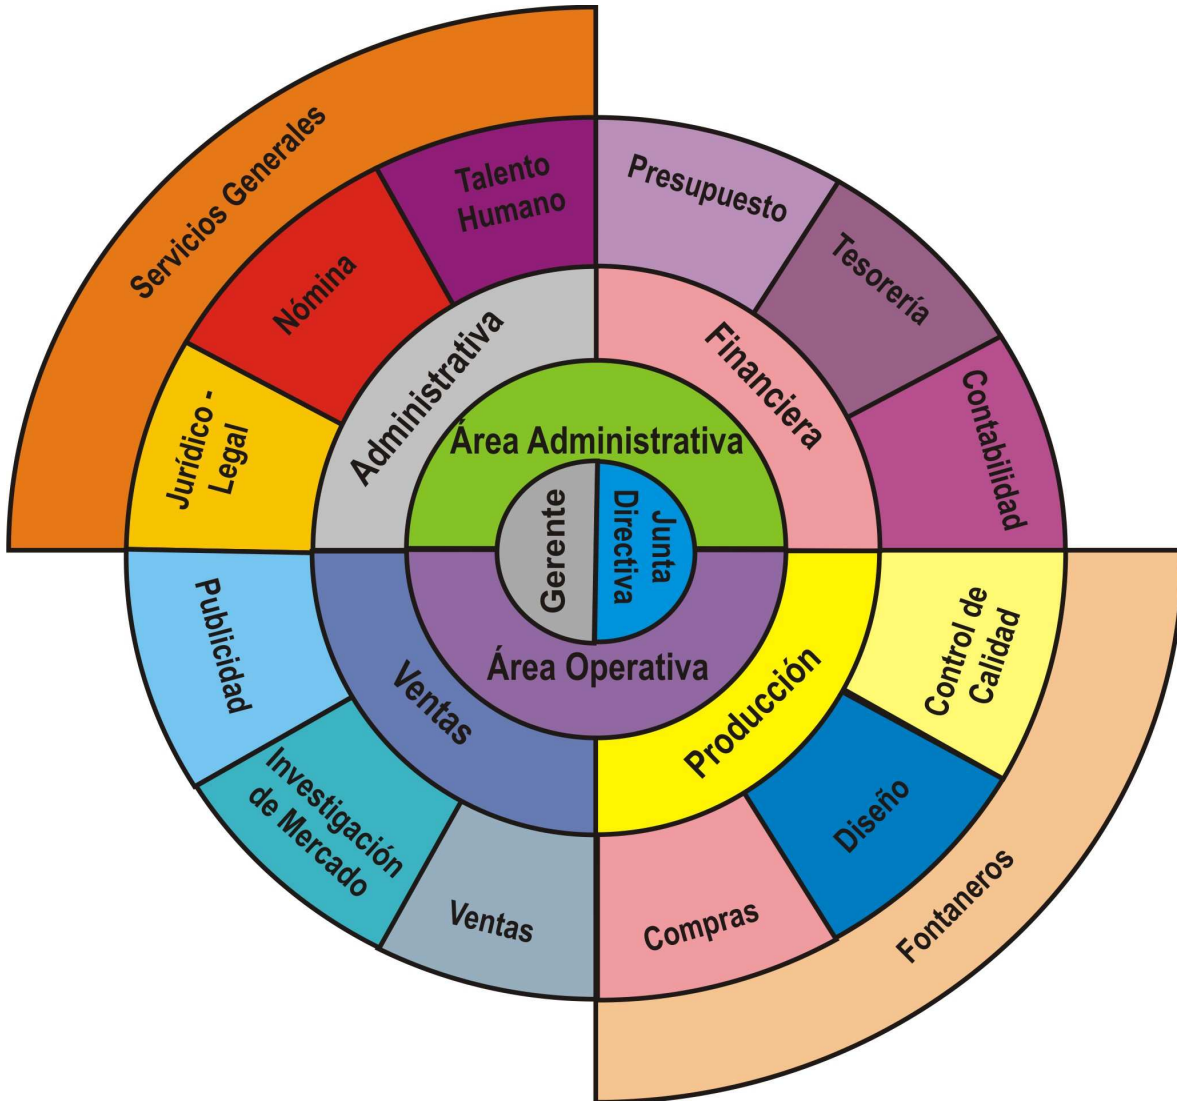 Servicios Generales
Talento
Humano
Presupuesto
Nómina
Tesorería
Administrativa
Financiera
Jurídico -
Legal
Contabilidad
Área Administrativa
Gerente
Junta
Directiva
Publicidad
Ventas
Área Operativa
Producción
Control de
Calidad
Investigación
de Mercado
Diseño
Ventas
Compras
Fontaneros